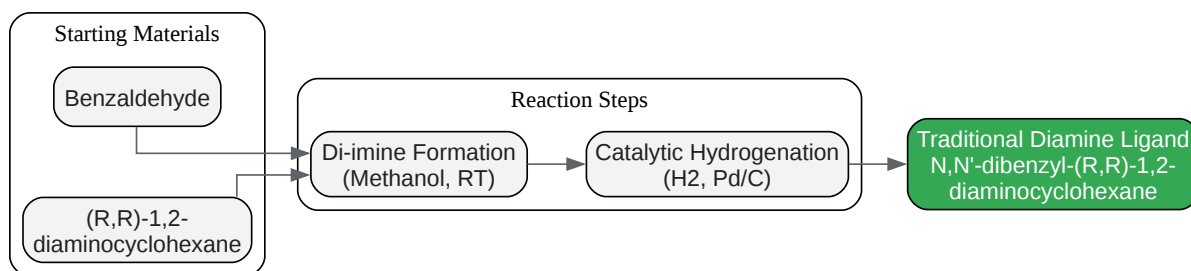 Starting Materials
Benzaldehyde
(R,R)-1,2-
diaminocyclohexane
Reaction Steps
Di-imine Formation
(Methanol, RT)
Catalytic Hydrogenation
(H2, Pd/C)
Traditional Diamine Ligand
N,N'-dibenzyl-(R,R)-1,2-
diaminocyclohexane